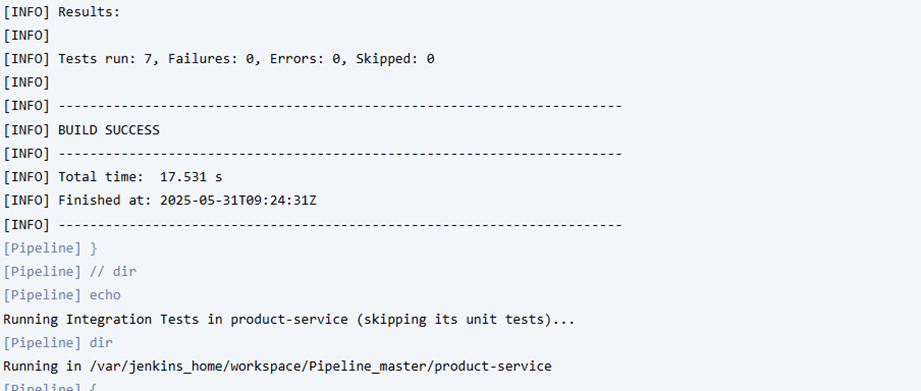 [INFO] Results:
[INFO]
[INFO] Tests run: 7, Failures: 0, Errors: 0, Skipped: 0
[INFO]
[INFO] ------------------------------------------------------------------------
[INFO] BUILD SUCCESS
[INFO] ------------------------------------------------------------------------
[INFO] Total time:  17.531 s
[INFO] Finished at: 2025-05-31T09:24:31Z
[INFO] ------------------------------------------------------------------------
[Pipeline] }
[Pipeline] // dir
[Pipeline] echo
Running Integration Tests in product-service (skipping its unit tests)...
[Pipeline] dir
Running in /var/jenkins_home/workspace/Pipeline_master/product-service
[Pipeline] {